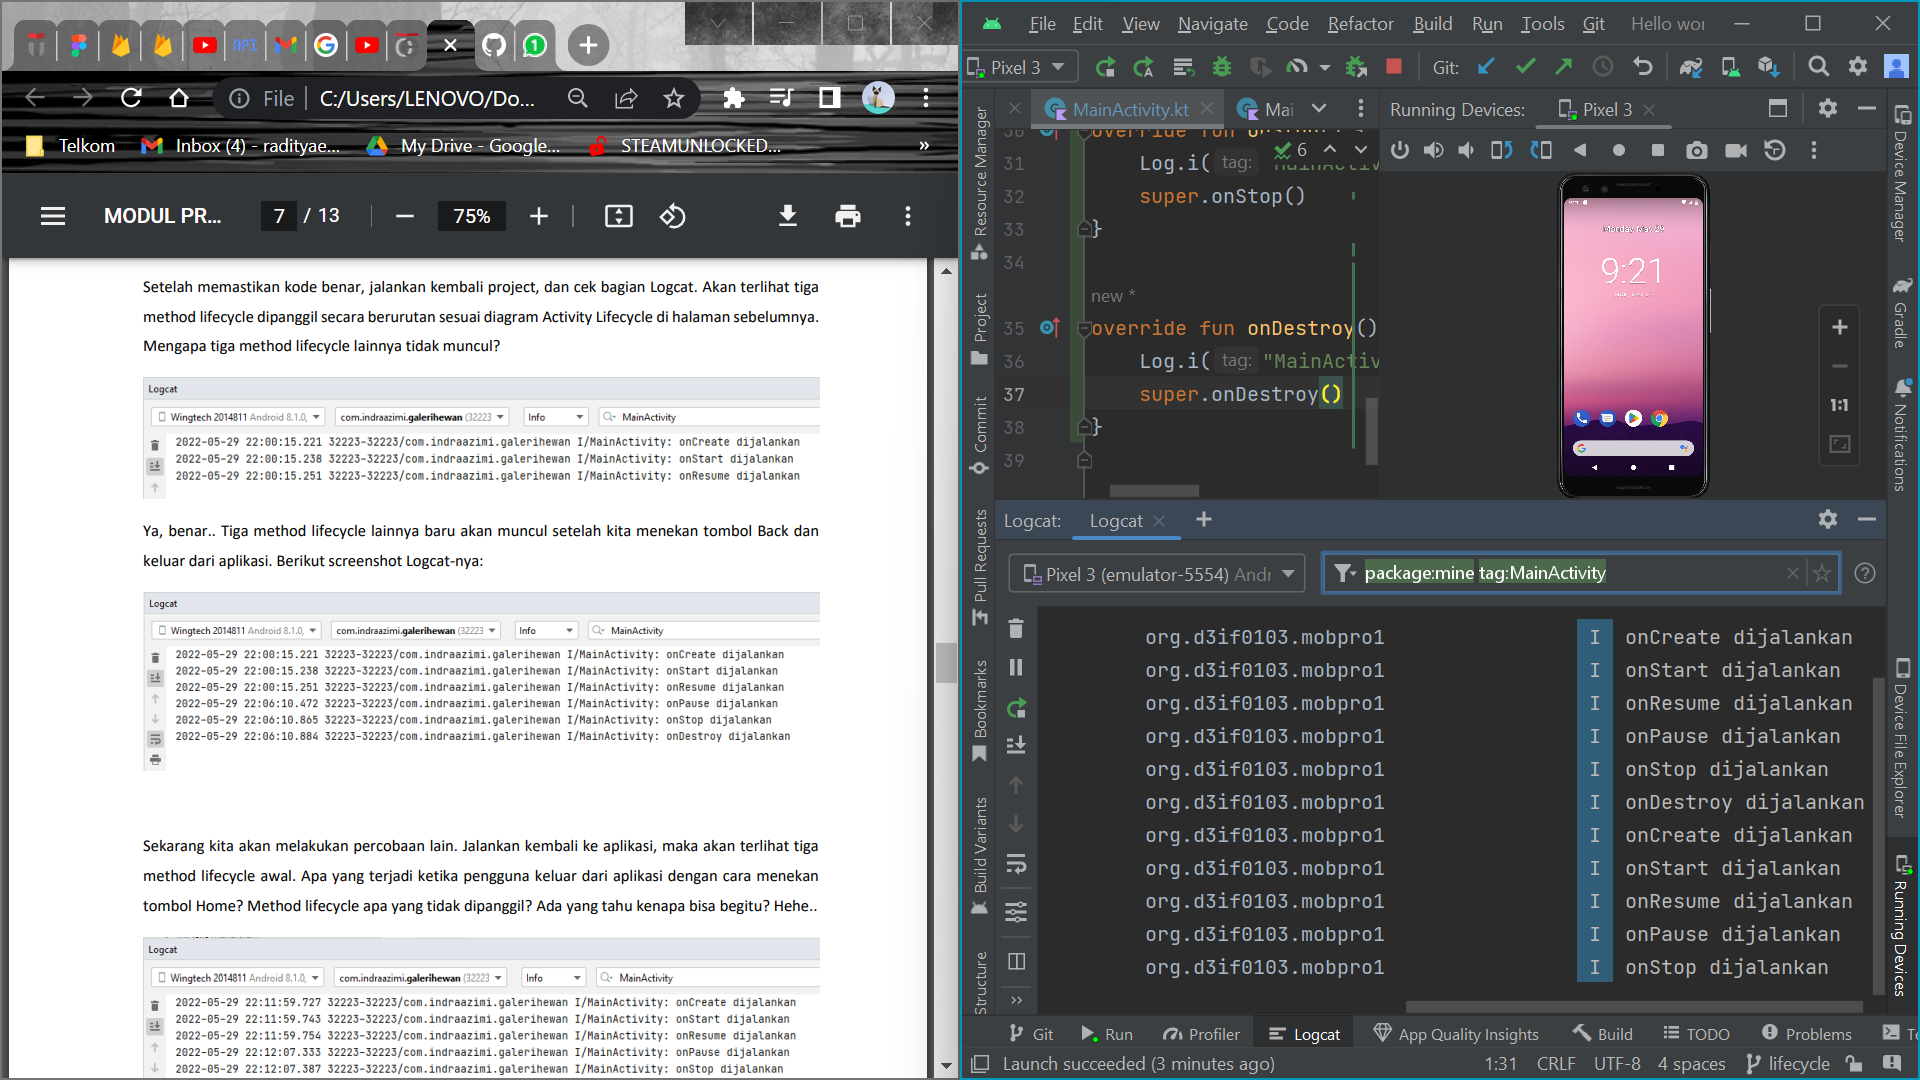 File
C:/Users/LENOVO/Do...
Telkom
Inbox (4) - radityae...
My Drive - Google...
STEAMUNLOCKED...
»
MODUL PR...
7 / 13
75%
Setelah memastikan kode benar, jalankan kembali project, dan cek bagian Logcat. Akan terlihat tiga
method lifecycle dipanggil secara berurutan sesuai diagram Activity Lifecycle di halaman sebelumnya.
Mengapa tiga method lifecycle lainnya tidak muncul?
Logcat
Wingtech 2014811 Android 8.1.0,
com.indraazimi.galerihewan (32223
Info
MainActivity
2022-05-29 22:00:15.221 32223-32223/com.indraazimi.galerihewan I/MainActivity: onCreate dijalankan
2022-05-29 22:00:15.238 32223-32223/com.indraazimi.galerihewan I/MainActivity: onStart dijalankan
2022-05-29 22:00:15.251 32223-32223/com.indraazimi.galerihewan I/MainActivity: onResume dijalankan
Ya, benar.. Tiga method lifecycle lainnya baru akan muncul setelah kita menekan tombol Back dan
keluar dari aplikasi. Berikut screenshot Logcat-nya:
Logcat
Wingtech 2014811 Android 8.1.0,
com.indraazimi.galerihewan (32223
Info
MainActivity
2022-05-29 22:00:15.221 32223-32223/com.indraazimi.galerihewan I/MainActivity: onCreate dijalankan
2022-05-29 22:00:15.238 32223-32223/com.indraazimi.galerihewan I/MainActivity: onStart dijalankan
2022-05-29 22:00:15.251 32223-32223/com.indraazimi.galerihewan I/MainActivity: onResume dijalankan
2022-05-29 22:06:10.472 32223-32223/com.indraazimi.galerihewan I/MainActivity: onPause dijalankan
2022-05-29 22:06:10.865 32223-32223/com.indraazimi.galerihewan I/MainActivity: onStop dijalankan
2022-05-29 22:06:10.884 32223-32223/com.indraazimi.galerihewan I/MainActivity: onDestroy dijalankan
Sekarang kita akan melakukan percobaan lain. Jalankan kembali ke aplikasi, maka akan terlihat tiga
method lifecycle awal. Apa yang terjadi ketika pengguna keluar dari aplikasi dengan cara menekan
tombol Home? Method lifecycle apa yang tidak dipanggil? Ada yang tahu kenapa bisa begitu? Hehe..
Logcat
Wingtech 2014811 Android 8.1.0,
com.indraazimi.galerihewan (32223
Info
MainActivity
2022-05-29 22:11:59.727 32223-32223/com.indraazimi.galerihewan I/MainActivity: onCreate dijalankan
2022-05-29 22:11:59.743 32223-32223/com.indraazimi.galerihewan I/MainActivity: onStart dijalankan
2022-05-29 22:11:59.754 32223-32223/com.indraazimi.galerihewan I/MainActivity: onResume dijalankan
2022-05-29 22:12:07.333 32223-32223/com.indraazimi.galerihewan I/MainActivity: onPause dijalankan
2022-05-29 22:12:07.387 32223-32223/com.indraazimi.galerihewan I/MainActivity: onStop dijalankan
File Edit View Navigate Code Refactor Build Run Tools Git Hello wor
Pixel 3
Git:
MainActivity.kt
Mai
Running Devices:
Pixel 3
6
31 Log.i( tag: "MainActiv
32 super.onStop()
33 }
34
new *
35 override fun onDestroy()
36 Log.i( tag: "MainActiv
37 super.onDestroy()
38 }
39
Monday, May 29
9:21
1:1
Resource Manager
Project
Commit
Pull Requests
Bookmarks
Build Variants
Structure
Device Manager
Gradle
Notifications
Device File Explorer
Running Devices
Logcat:
Logcat
Pixel 3 (emulator-5554) Andr
package:mine tag:MainActivity
org.d3if0103.mobpro1 I onCreate dijalankan
org.d3if0103.mobpro1 I onStart dijalankan
org.d3if0103.mobpro1 I onResume dijalankan
org.d3if0103.mobpro1 I onPause dijalankan
org.d3if0103.mobpro1 I onStop dijalankan
org.d3if0103.mobpro1 I onDestroy dijalankan
org.d3if0103.mobpro1 I onCreate dijalankan
org.d3if0103.mobpro1 I onStart dijalankan
org.d3if0103.mobpro1 I onResume dijalankan
org.d3if0103.mobpro1 I onPause dijalankan
org.d3if0103.mobpro1 I onStop dijalankan
Git
Run
Profiler
Logcat
App Quality Insights
Build
TODO
Problems
Te
Launch succeeded (3 minutes ago)
1:31 CRLF UTF-8 4 spaces lifecycle